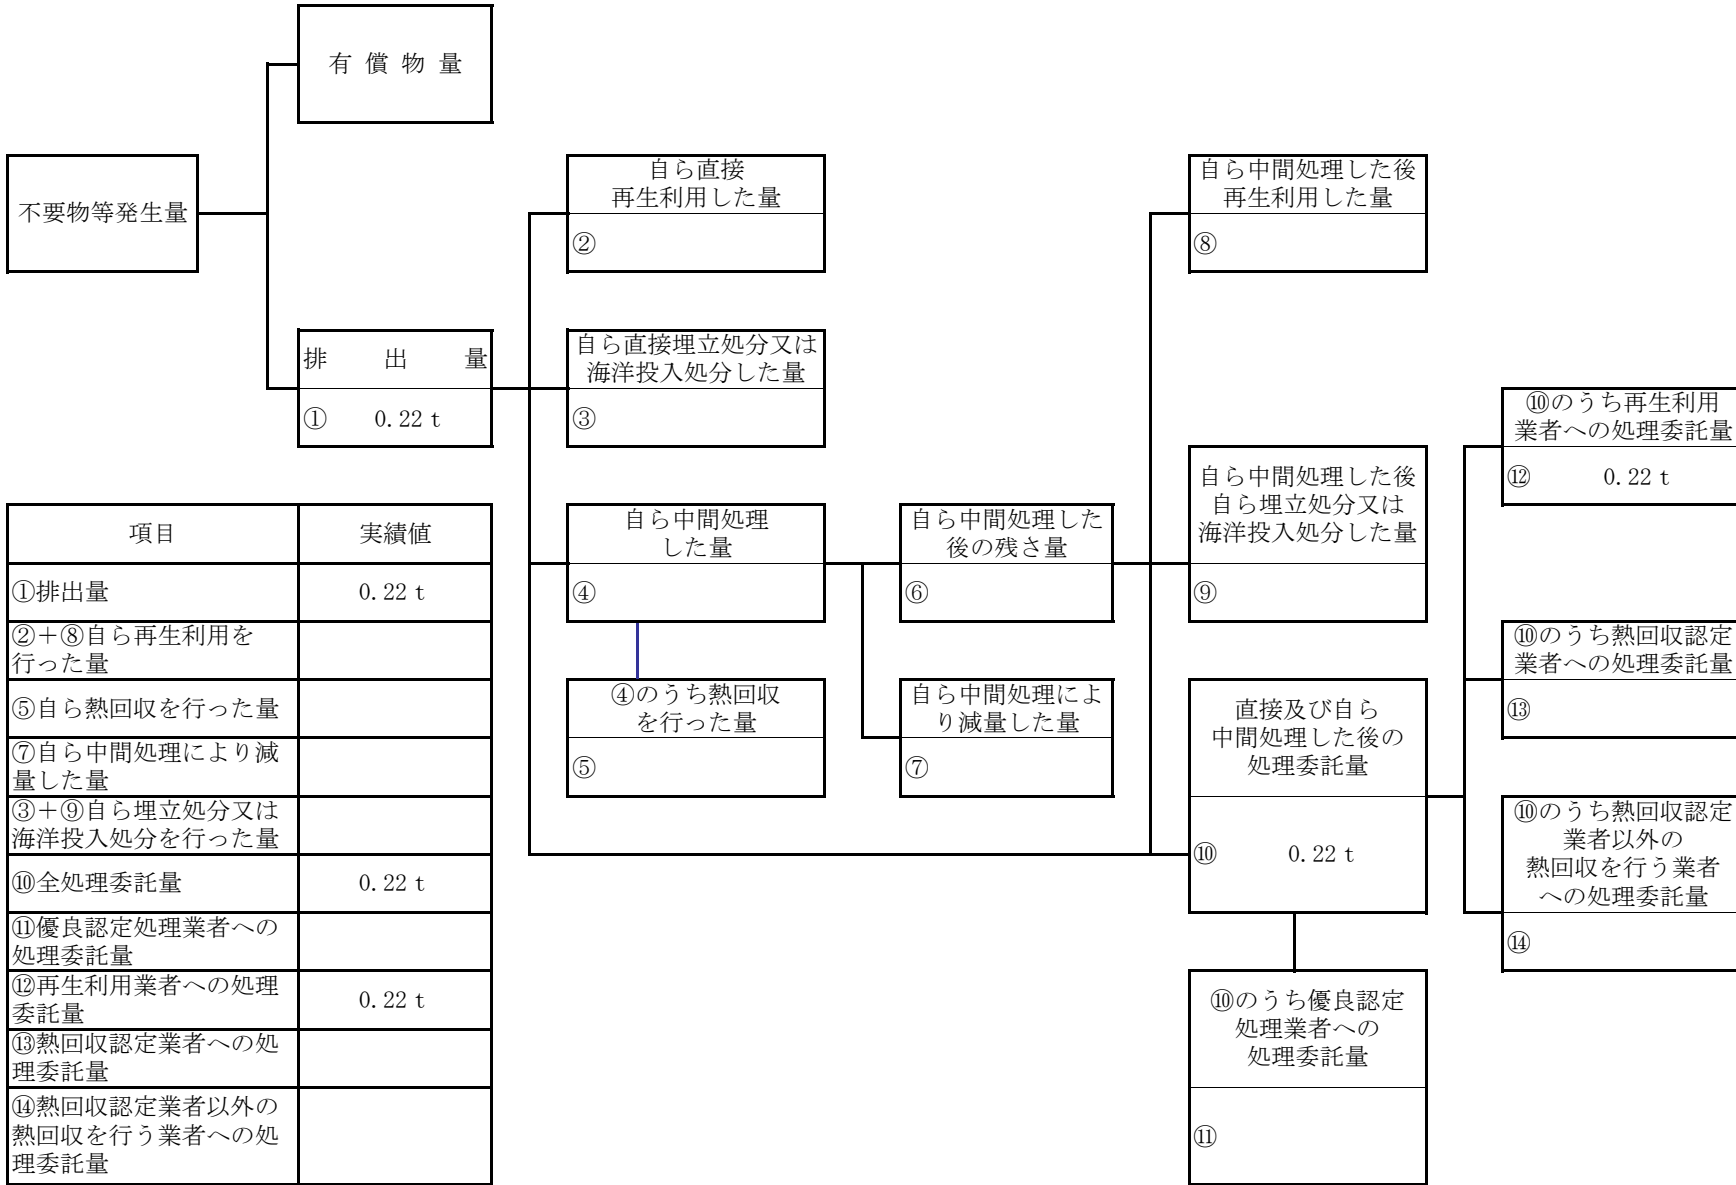 有 償 物 量
不要物等発生量
自ら直接
再生利用した量
②
自ら中間処理した後
再生利用した量
⑧
排 出 量
① 0.22 t
自ら直接埋立処分又は
海洋投入処分した量
③
⑩のうち再生利用
業者への処理委託量
⑫ 0.22 t
自ら中間処理した後
自ら埋立処分又は
海洋投入処分した量
⑨
自ら中間処理
した量
④
自ら中間処理した
後の残さ量
⑥
⑩のうち熱回収認定
業者への処理委託量
⑬
④のうち熱回収
を行った量
⑤
自ら中間処理によ
り減量した量
⑦
直接及び自ら
中間処理した後の
処理委託量
⑩ 0.22 t
⑩のうち熱回収認定
業者以外の
熱回収を行う業者
への処理委託量
⑭
⑩のうち優良認定
処理業者への
処理委託量
⑪
項目 実績値
①排出量 0.22 t
②+⑧自ら再生利用を
行った量
⑤自ら熱回収を行った量
⑦自ら中間処理により減
量した量
③+⑨自ら埋立処分又は
海洋投入処分を行った量
⑩全処理委託量 0.22 t
⑪優良認定処理業者への
処理委託量
⑫再生利用業者への処理
委託量 0.22 t
⑬熱回収認定業者への処
理委託量
⑭熱回収認定業者以外の
熱回収を行う業者への処
理委託量